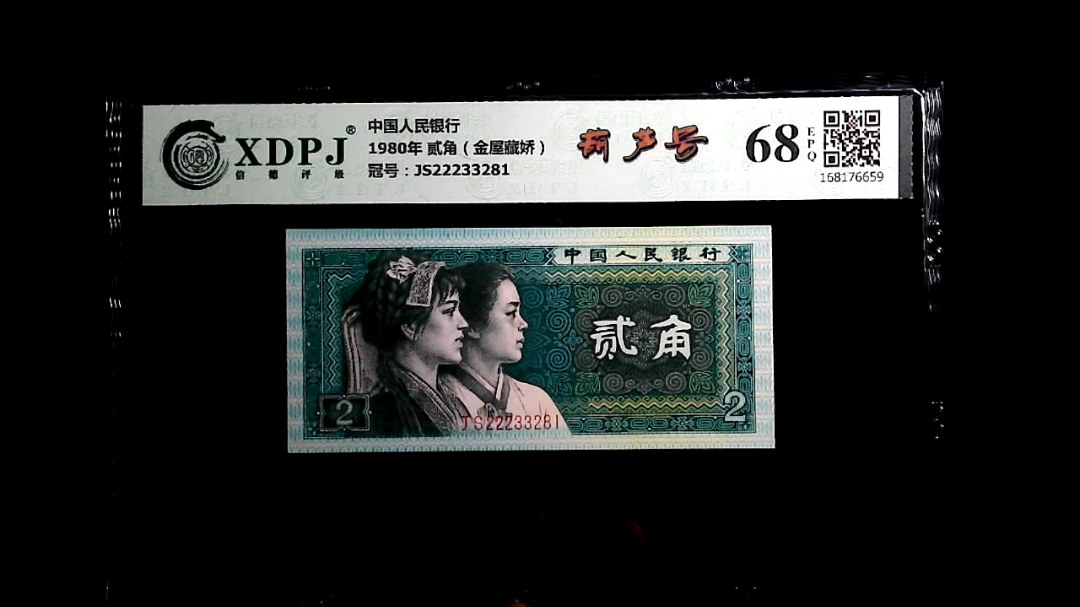 XDPJ®
信德评级
中国人民银行
1980年 贰角（金屋藏娇）
冠号：JS22233281
葫芦号
68
EPQ
168176659
中国人民银行
贰角
2
2
JS22233281